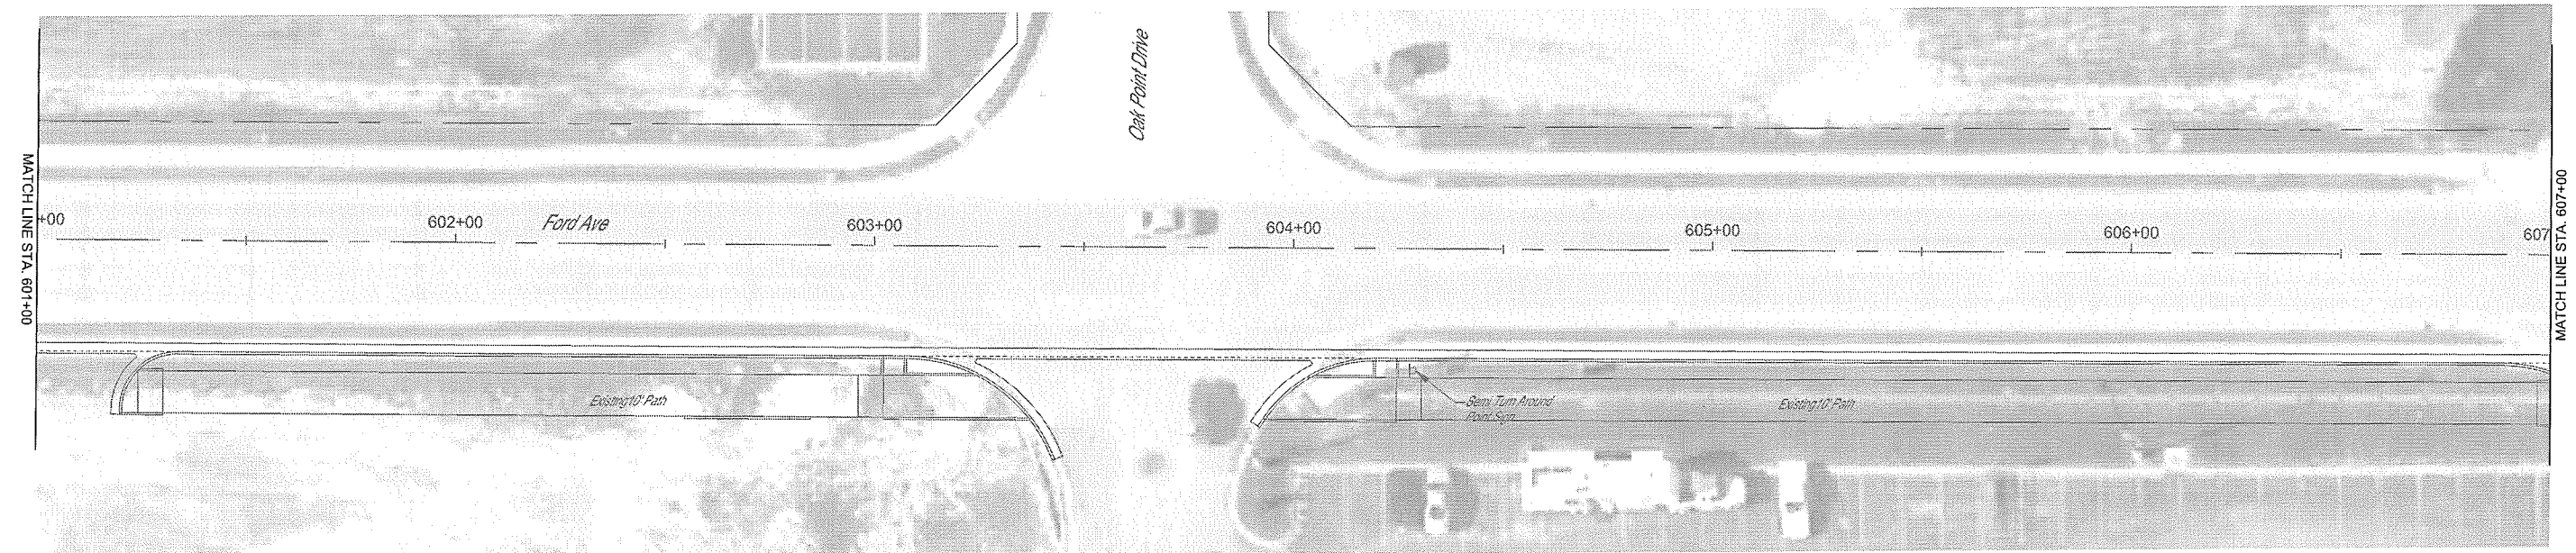 Oak Point Drive
MATCH LINE STA. 601+00
+00
602+00
Ford Ave
603+00
604+00
605+00
606+00
607
MATCH LINE STA. 607+00
Existing 10' Path
Semi Turn Around
Point Sign
Existing 10' Path